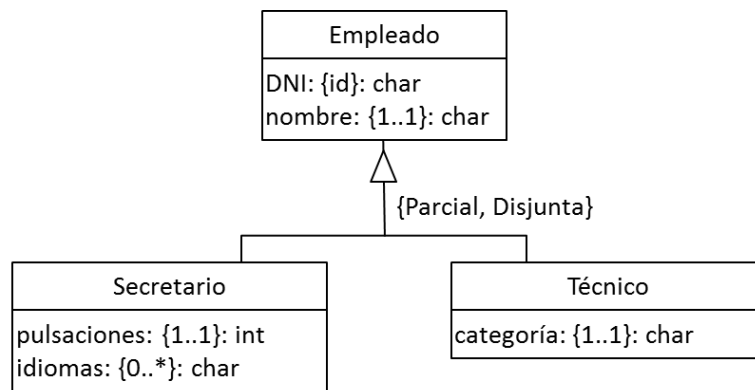 Empleado
DNI: {id}: char
nombre: {1..1}: char
{Parcial, Disjunta}
Secretario
pulsaciones: {1..1}: int
idiomas: {0..*}: char
Técnico
categoría: {1..1}: char